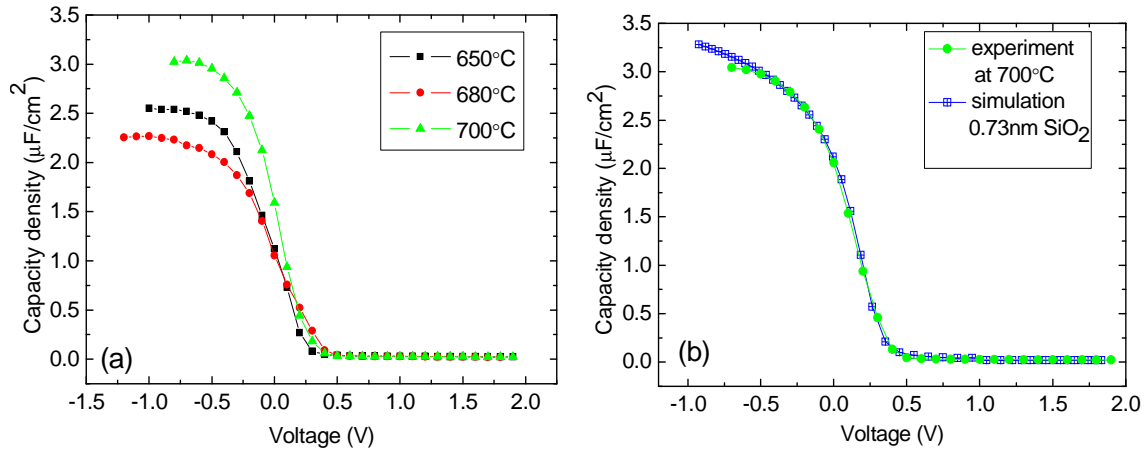 3.5
3.0
2.5
2.0
1.5
1.0
0.5
0.0
Capacity density (μF/cm²)
(a)
650°C
680°C
700°C
-1.5 -1.0 -0.5 0.0 0.5 1.0 1.5 2.0
Voltage (V)
3.5
3.0
2.5
2.0
1.5
1.0
0.5
0.0
Capacity density (μF/cm²)
(b)
experiment
at 700°C
simulation
0.73nm SiO₂
-1.0 -0.5 0.0 0.5 1.0 1.5 2.0
Voltage (V)